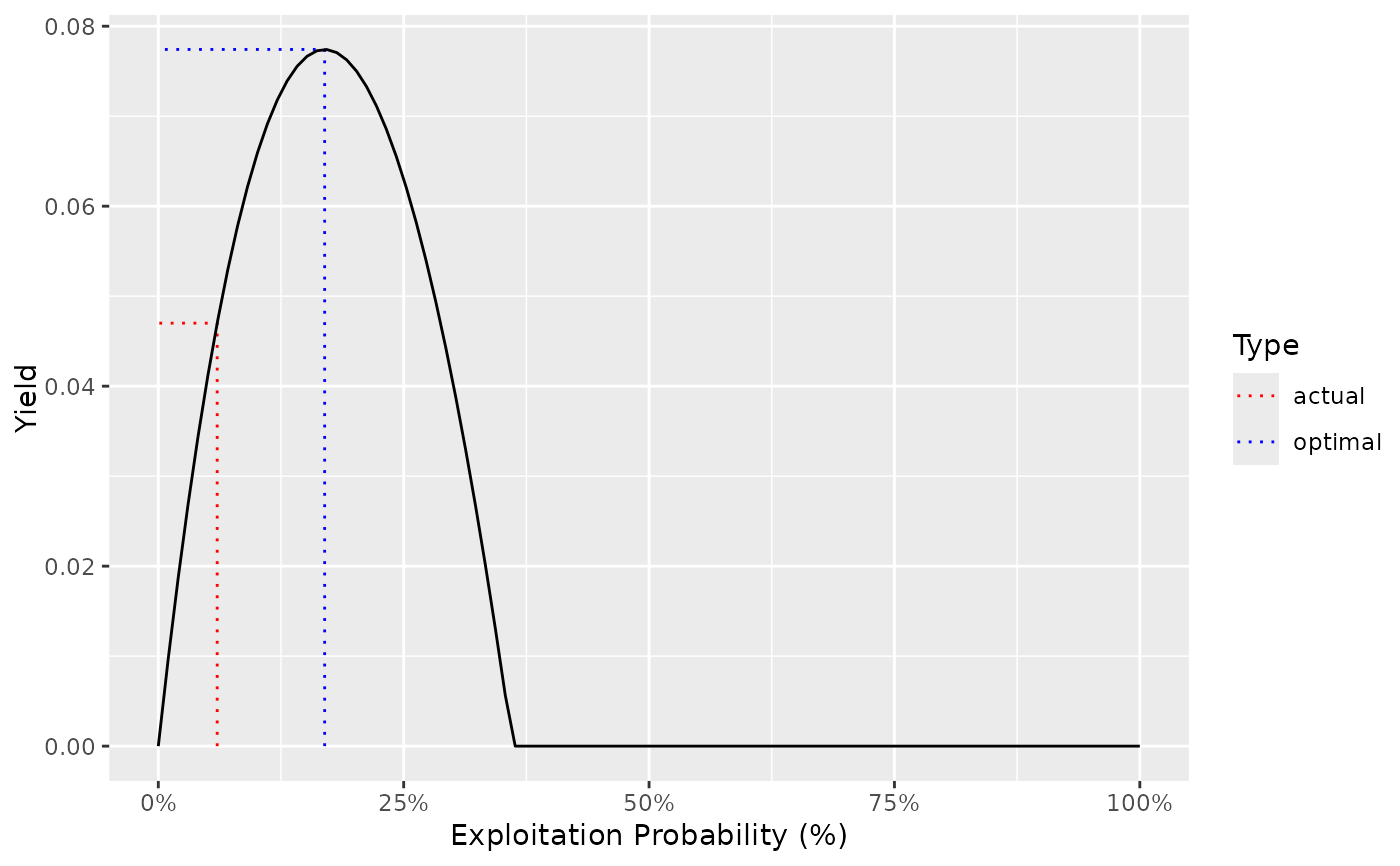 0.08
0.06
0.04
0.02
0.00
Yield
0%
25%
50%
75%
100%
Exploitation Probability (%)
Type
actual
optimal